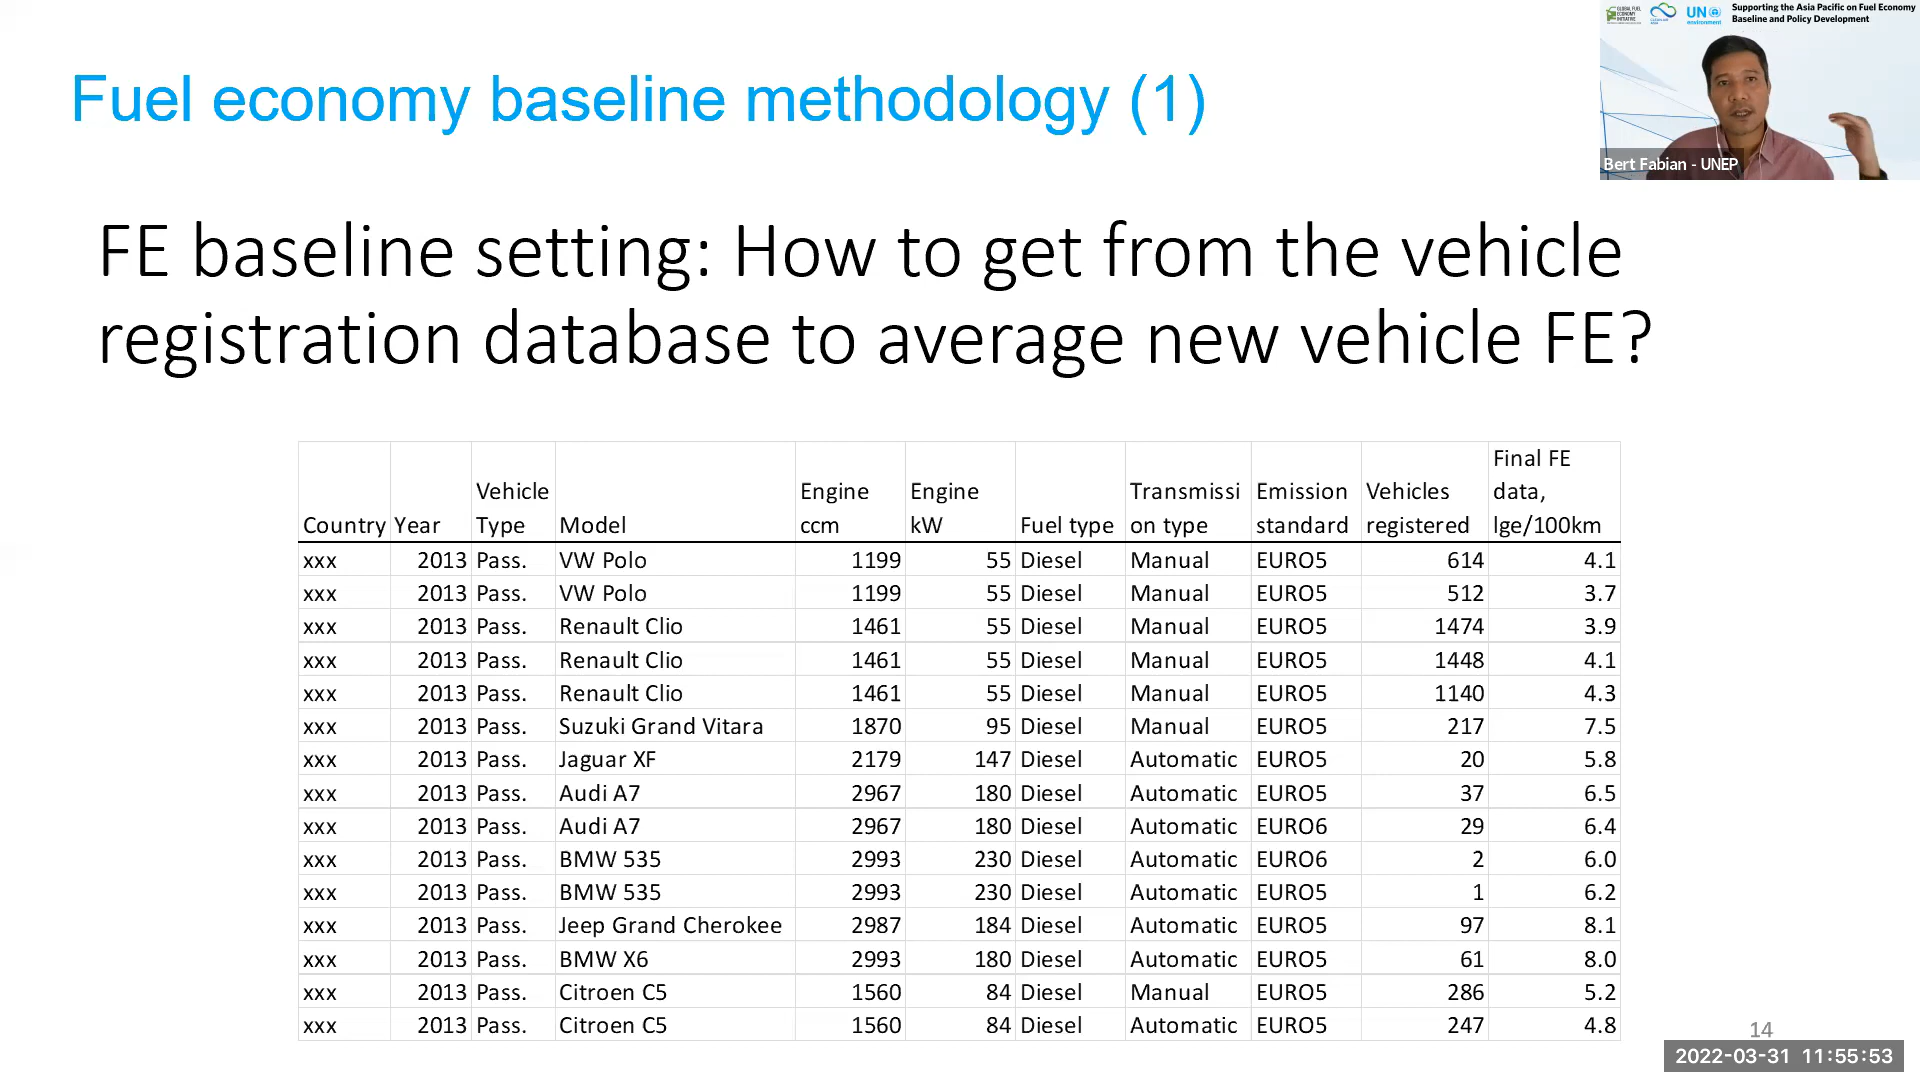 Fuel economy baseline methodology (1)
GLOBAL FUEL
ECONOMY
INITIATIVE
UN
environment
Supporting the Asia Pacific on Fuel Economy
Baseline and Policy Development
Bert Fabian - UNEP
FE baseline setting: How to get from the vehicle
registration database to average new vehicle FE?
Country Year Vehicle Type Model Engine ccm Engine kW Fuel type Transmissi on type Emission standard Vehicles registered Final FE data, lge/100km
xxx 2013 Pass. VW Polo 1199 55 Diesel Manual EURO5 614 4.1
xxx 2013 Pass. VW Polo 1199 55 Diesel Manual EURO5 512 3.7
xxx 2013 Pass. Renault Clio 1461 55 Diesel Manual EURO5 1474 3.9
xxx 2013 Pass. Renault Clio 1461 55 Diesel Manual EURO5 1448 4.1
xxx 2013 Pass. Renault Clio 1461 55 Diesel Manual EURO5 1140 4.3
xxx 2013 Pass. Suzuki Grand Vitara 1870 95 Diesel Manual EURO5 217 7.5
xxx 2013 Pass. Jaguar XF 2179 147 Diesel Automatic EURO5 20 5.8
xxx 2013 Pass. Audi A7 2967 180 Diesel Automatic EURO5 37 6.5
xxx 2013 Pass. Audi A7 2967 180 Diesel Automatic EURO6 29 6.4
xxx 2013 Pass. BMW 535 2993 230 Diesel Automatic EURO6 2 6.0
xxx 2013 Pass. BMW 535 2993 230 Diesel Automatic EURO5 1 6.2
xxx 2013 Pass. Jeep Grand Cherokee 2987 184 Diesel Automatic EURO5 97 8.1
xxx 2013 Pass. BMW X6 2993 180 Diesel Automatic EURO5 61 8.0
xxx 2013 Pass. Citroen C5 1560 84 Diesel Manual EURO5 286 5.2
xxx 2013 Pass. Citroen C5 1560 84 Diesel Automatic EURO5 247 4.8
14
2022-03-31 11:55:53